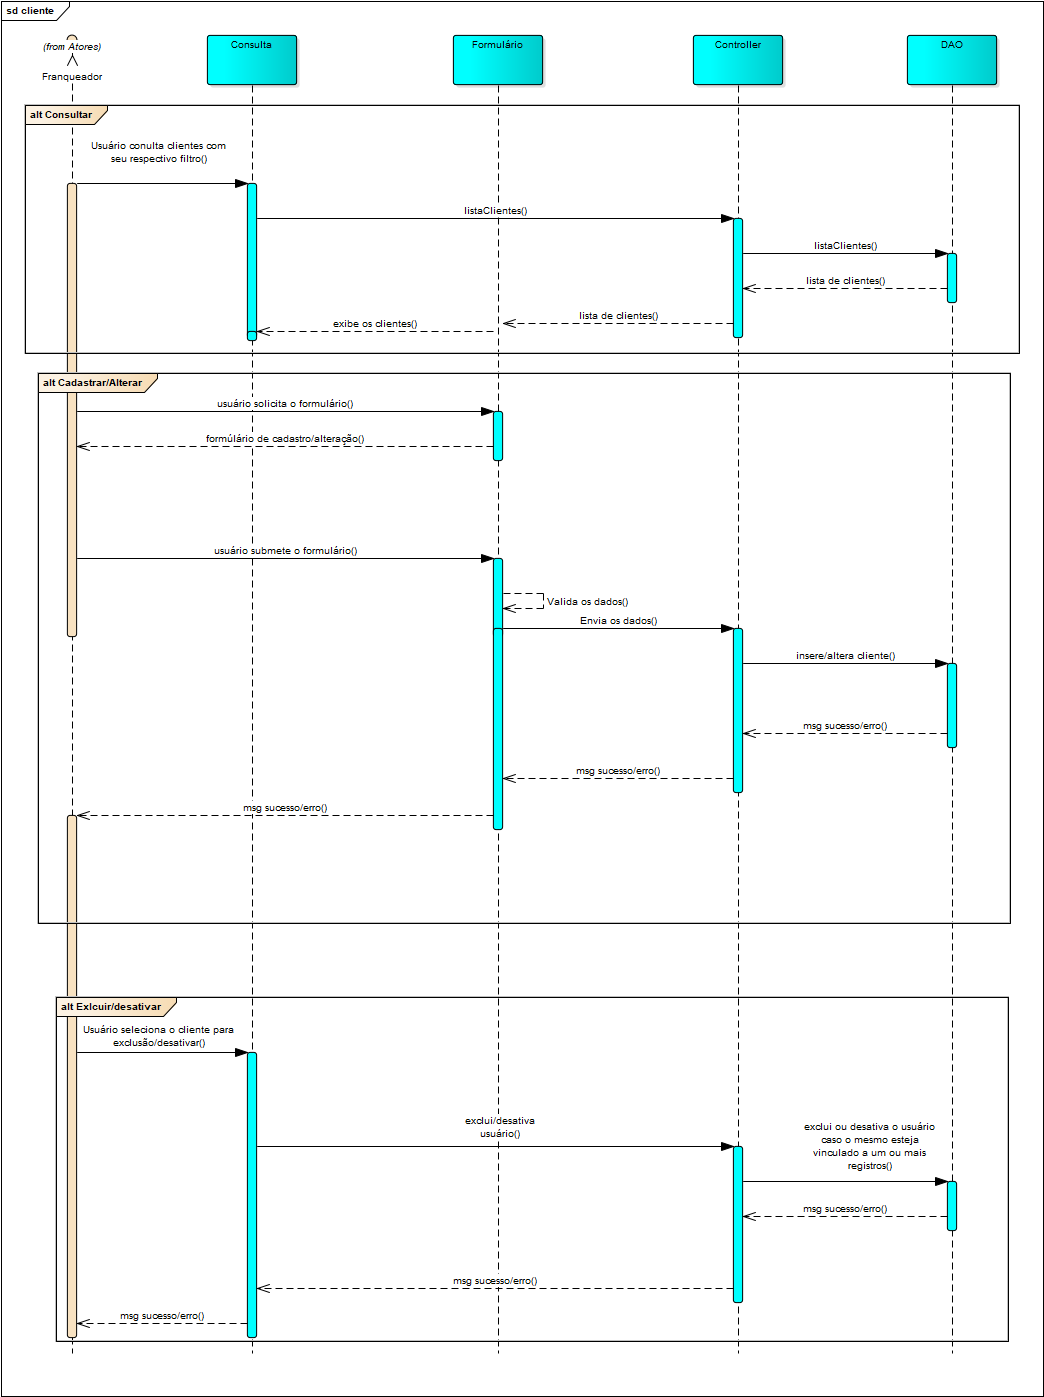 sd cliente
(from Atores)
Franqueador
Consulta
Formulário
Controller
DAO
alt Consultar
Usuário conulta clientes com
seu respectivo filtro()
listaClientes()
listaClientes()
lista de clientes()
lista de clientes()
exibe os clientes()
alt Cadastrar/Alterar
usuário solicita o formulário()
formúlário de cadastro/alteração()
usuário submete o formulário()
Valida os dados()
Envia os dados()
insere/altera cliente()
msg sucesso/erro()
msg sucesso/erro()
msg sucesso/erro()
alt Exlcuir/desativar
Usuário seleciona o cliente para
exclusão/desativar()
exclui/desativa
usuário()
exclui ou desativa o usuário
caso o mesmo esteja
vinculado a um ou mais
registros()
msg sucesso/erro()
msg sucesso/erro()
msg sucesso/erro()